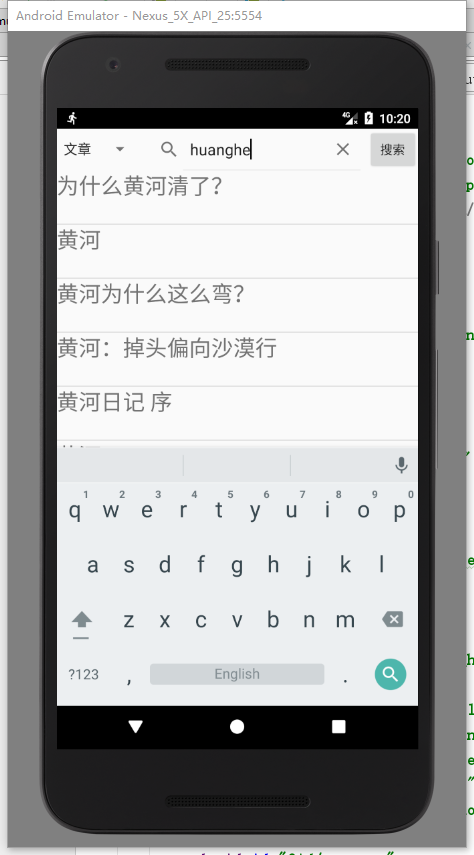 Android Emulator - Nexus_5X_API_25:5554
4G 10:20
文章 huanghe 搜索
为什么黄河清了?
黄河
黄河为什么这么弯?
黄河：掉头偏向沙漠行
黄河日记 序
1 2 3 4 5 6 7 8 9 0
q w e r t y u i o p
a s d f g h j k l
z x c v b n m
?123 , English .